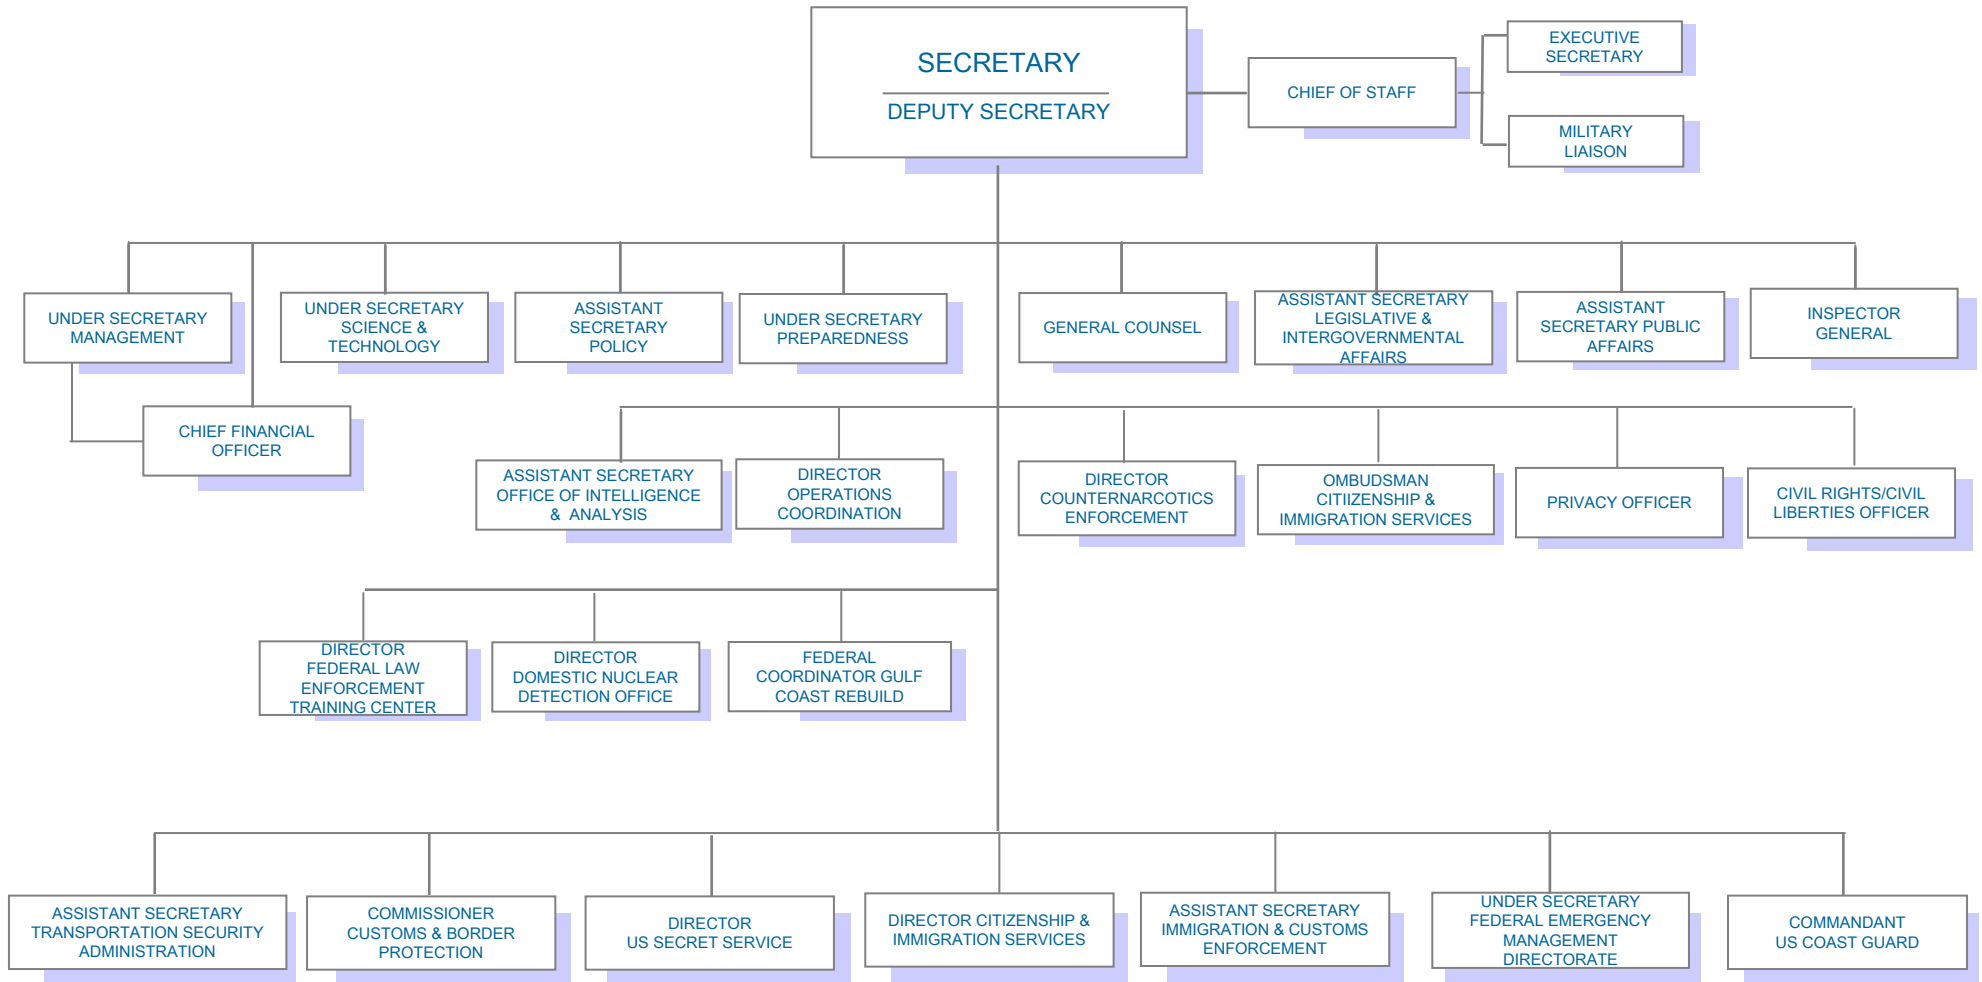 SECRETARY
DEPUTY SECRETARY
CHIEF OF STAFF
EXECUTIVE
SECRETARY
MILITARY
LIAISON
UNDER SECRETARY
MANAGEMENT
UNDER SECRETARY
SCIENCE &
TECHNOLOGY
ASSISTANT
SECRETARY
POLICY
UNDER SECRETARY
PREPAREDNESS
GENERAL COUNSEL
ASSISTANT SECRETARY
LEGISLATIVE &
INTERGOVERNMENTAL
AFFAIRS
ASSISTANT
SECRETARY PUBLIC
AFFAIRS
INSPECTOR
GENERAL
CHIEF FINANCIAL
OFFICER
ASSISTANT SECRETARY
OFFICE OF INTELLIGENCE
& ANALYSIS
DIRECTOR
OPERATIONS
COORDINATION
DIRECTOR
COUNTERNARCOTICS
ENFORCEMENT
OMBUDSMAN
CITIIZENSHIP &
IMMIGRATION SERVICES
PRIVACY OFFICER
CIVIL RIGHTS/CIVIL
LIBERTIES OFFICER
DIRECTOR
FEDERAL LAW
ENFORCEMENT
TRAINING CENTER
DIRECTOR
DOMESTIC NUCLEAR
DETECTION OFFICE
FEDERAL
COORDINATOR GULF
COAST REBUILD
ASSISTANT SECRETARY
TRANSPORTATION SECURITY
ADMINISTRATION
COMMISSIONER
CUSTOMS & BORDER
PROTECTION
DIRECTOR
US SECRET SERVICE
DIRECTOR CITIZENSHIP &
IMMIGRATION SERVICES
ASSISTANT SECRETARY
IMMIGRATION & CUSTOMS
ENFORCEMENT
UNDER SECRETARY
FEDERAL EMERGENCY
MANAGEMENT
DIRECTORATE
COMMANDANT
US COAST GUARD